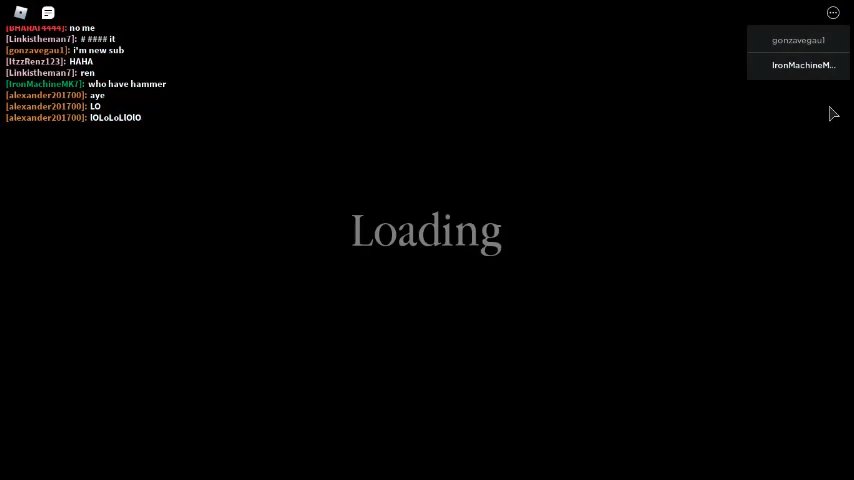 [BHARAT4444]: no me
[Linkistheman7]: # #### it
[gonzavegau1]: i'm new sub
[ItzzRenz123]: HAHA
[Linkistheman7]: ren
[IronMachineMK7]: who have hammer
[alexander201700]: aye
[alexander201700]: LO
[alexander201700]: lOLoLoLlOlO
gonzavegau1
IronMachineM...
Loading